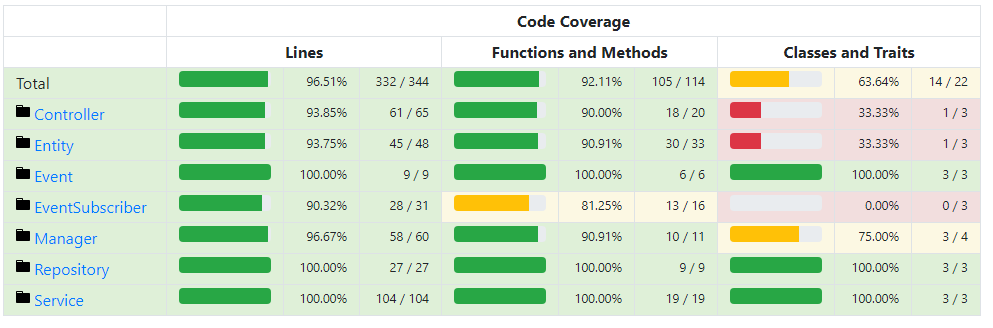 Code Coverage
Lines Functions and Methods Classes and Traits
Total 96.51% 332 / 344 92.11% 105 / 114 63.64% 14 / 22
Controller 93.85% 61 / 65 90.00% 18 / 20 33.33% 1 / 3
Entity 93.75% 45 / 48 90.91% 30 / 33 33.33% 1 / 3
Event 100.00% 9 / 9 100.00% 6 / 6 100.00% 3 / 3
EventSubscriber 90.32% 28 / 31 81.25% 13 / 16 0.00% 0 / 3
Manager 96.67% 58 / 60 90.91% 10 / 11 75.00% 3 / 4
Repository 100.00% 27 / 27 100.00% 9 / 9 100.00% 3 / 3
Service 100.00% 104 / 104 100.00% 19 / 19 100.00% 3 / 3